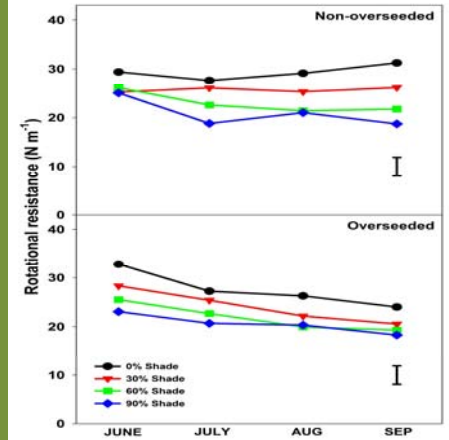 Non-overseeded
40
30
20
10
0
Rotational resistance (N m⁻¹)
Overseeded
40
30
20
10
0
0% Shade
30% Shade
60% Shade
90% Shade
JUNE JULY AUG SEP